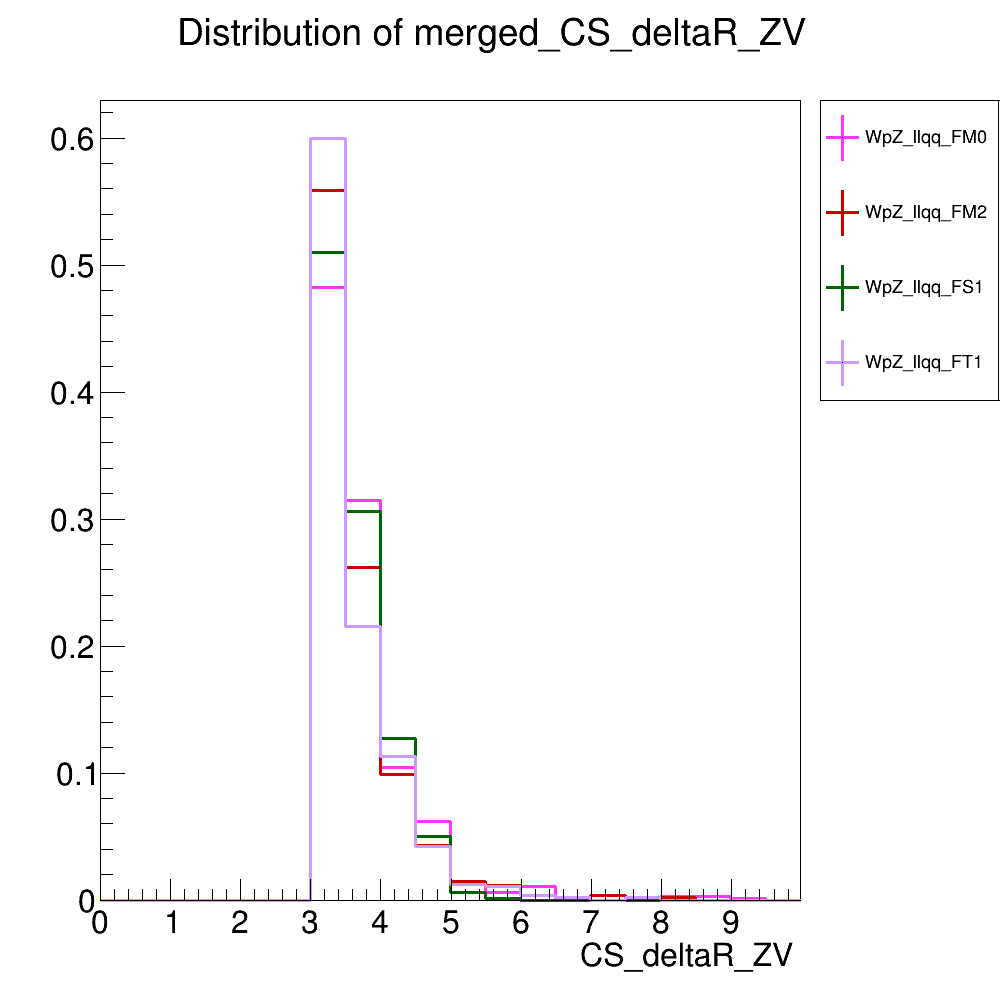 Distribution of merged_CS_deltaR_ZV
WpZ_llqq_FM0
WpZ_llqq_FM2
WpZ_llqq_FS1
WpZ_llqq_FT1
0.6
0.5
0.4
0.3
0.2
0.1
0
0 1 2 3 4 5 6 7 8 9
CS_deltaR_ZV